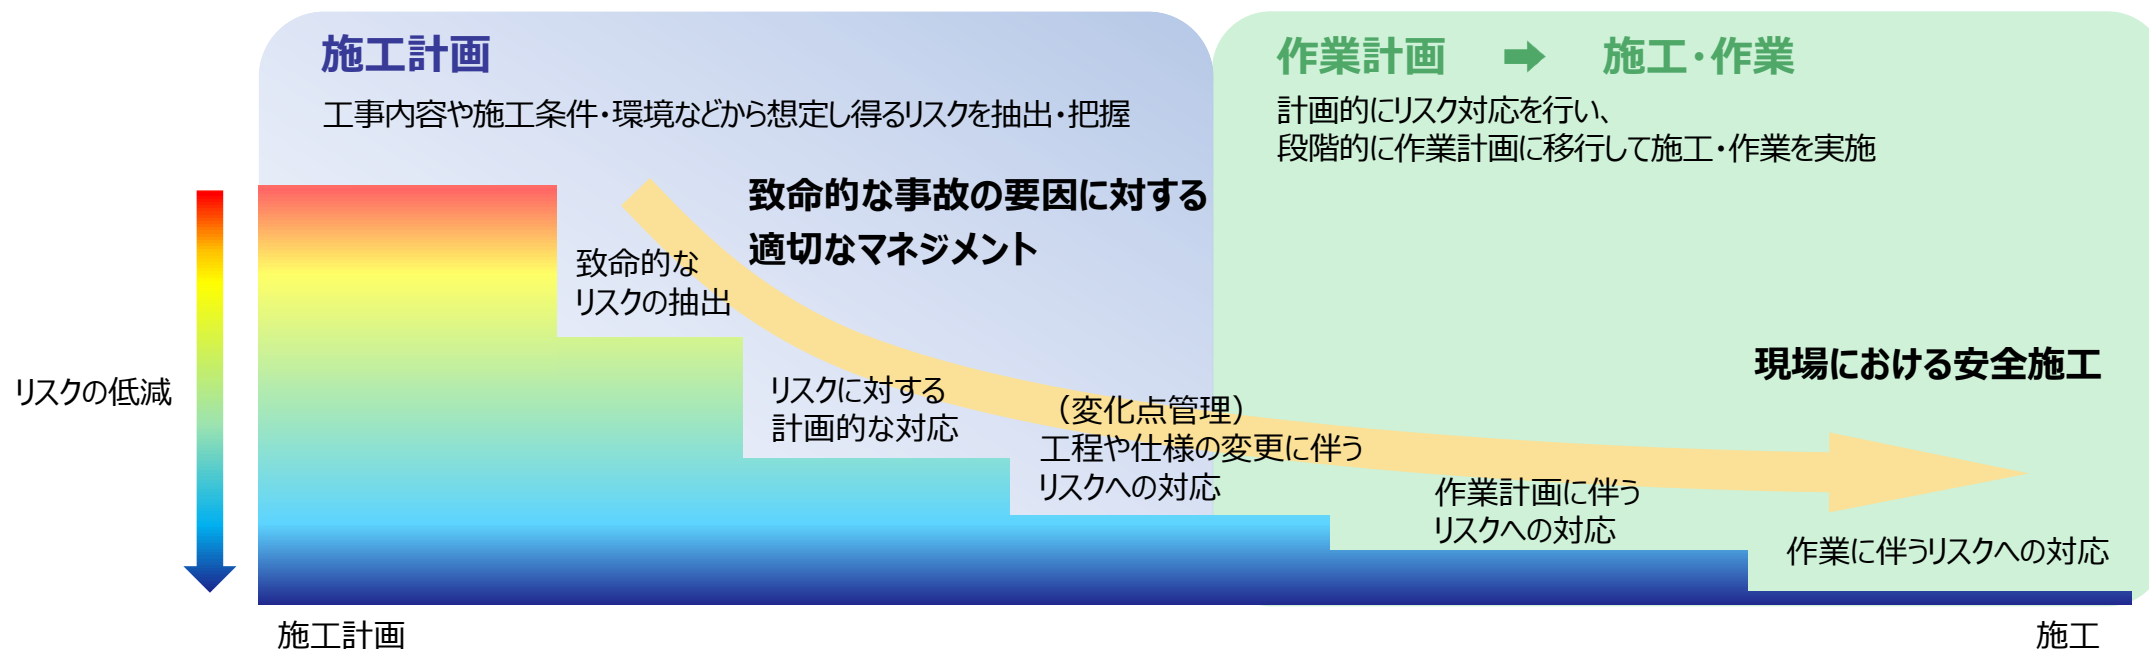 施工計画
工事内容や施工条件・環境などから想定し得るリスクを抽出・把握
作業計画 ➡ 施工・作業
計画的にリスク対応を行い、
段階的に作業計画に移行して施工・作業を実施
致命的な事故の要因に対する
適切なマネジメント
致命的な
リスクの抽出
リスクの低減
リスクに対する
計画的な対応
（変化点管理）
工程や仕様の変更に伴う
リスクへの対応
現場における安全施工
作業計画に伴う
リスクへの対応
作業に伴うリスクへの対応
施工計画
施工